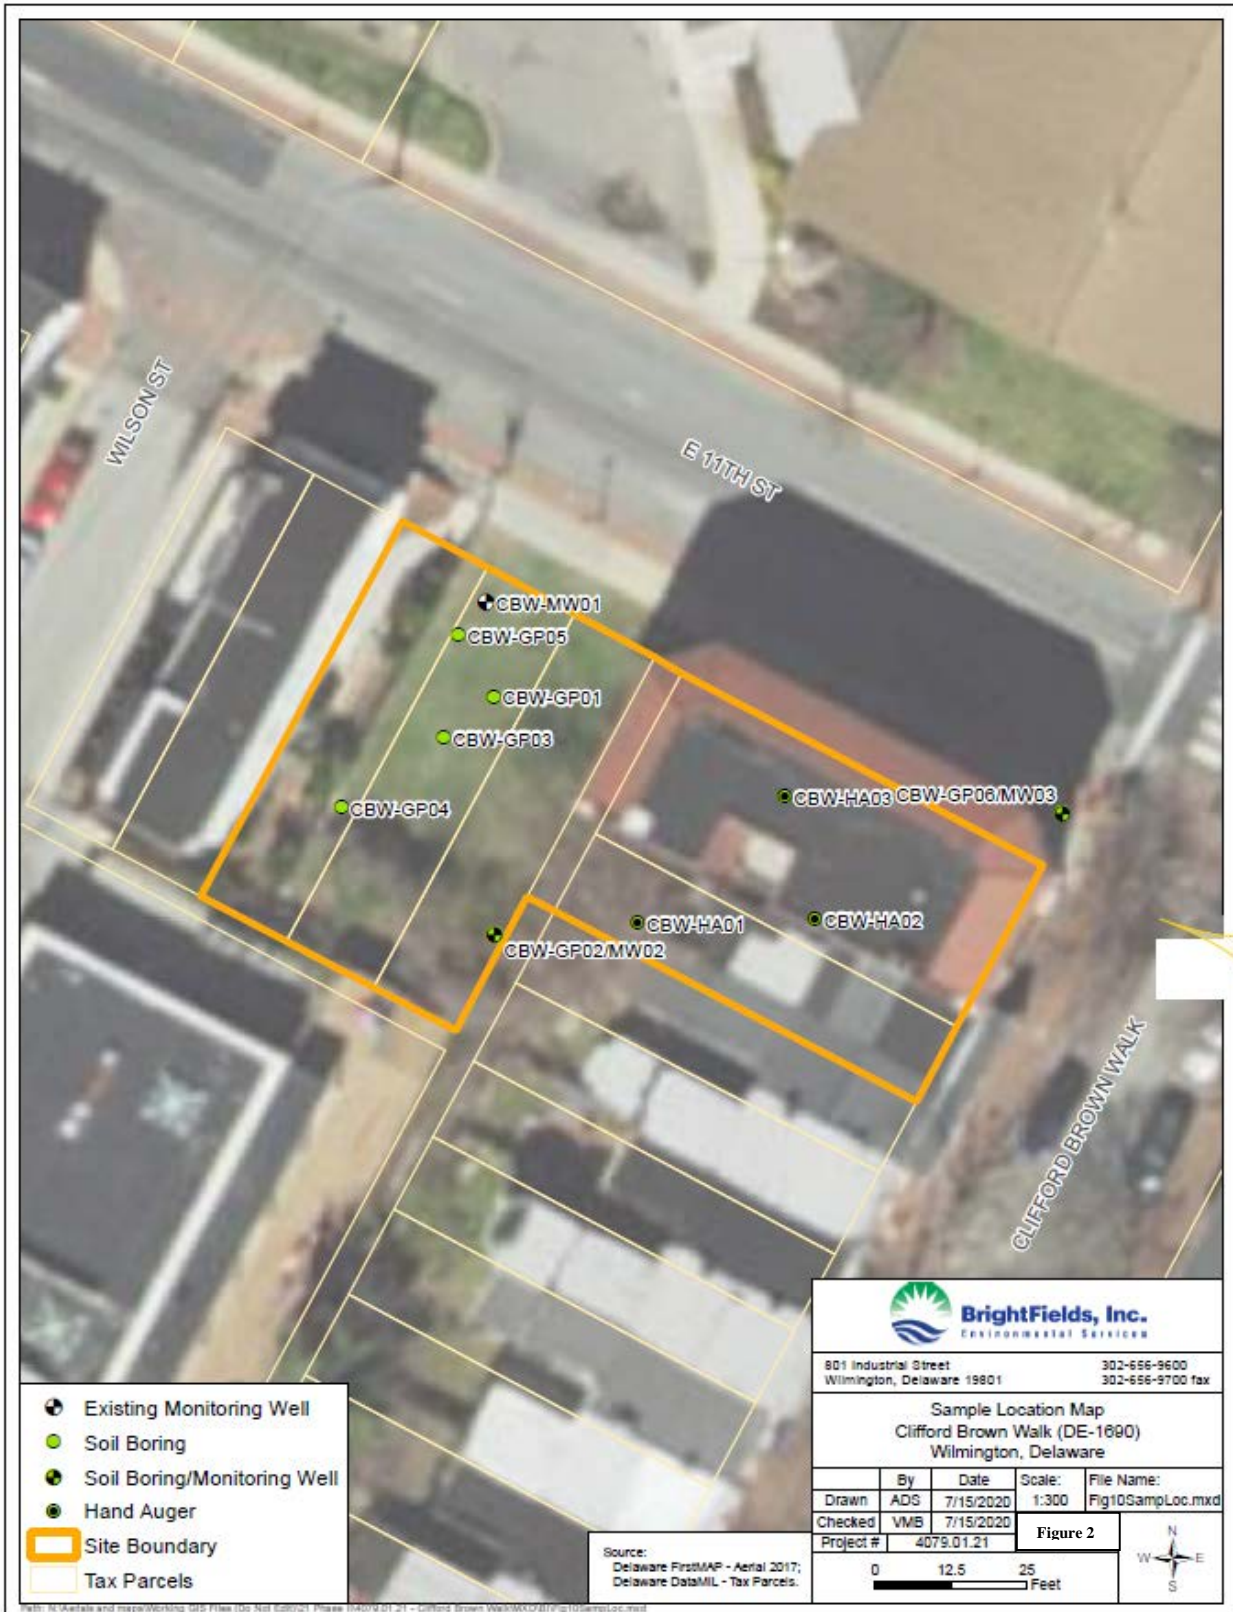 WILSON ST
E 11TH ST
CBW-MW01
CBW-GP05
CBW-GP01
CBW-GP03
CBW-GP04
CBW-HA03
CBW-GP06/MW03
CBW-HA01
CBW-HA02
CBW-GP02/MW02
CLIFFORD BROWN WALK
Existing Monitoring Well
Soil Boring
Soil Boring/Monitoring Well
Hand Auger
Site Boundary
Tax Parcels
Source:
Delaware FirstMAP - Aerial 2017;
Delaware DataMIL - Tax Parcels.
BrightFields, Inc.
Environmental Services
801 Industrial Street 302-656-9600
Wilmington, Delaware 19801 302-656-9700 fax
Sample Location Map
Clifford Brown Walk (DE-1690)
Wilmington, Delaware
By Date Scale: File Name:
Drawn ADS 7/15/2020 1:300 Fig10SampLoc.mxd
Checked VMB 7/15/2020
Figure 2
Project # 4079.01.21
0 12.5 25
Feet
N
W E
S